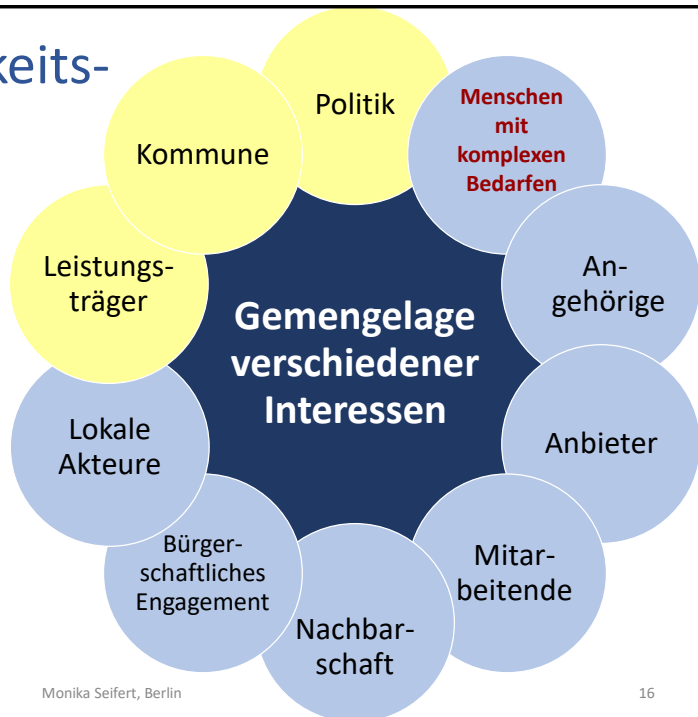 keits-
Politik
Menschen
mit
komplexen
Bedarfen
Kommune
An-
gehörige
Leistungs-
träger
Gemengelage
verschiedener
Interessen
Lokale
Akteure
Anbieter
Bürger-
schaftliches
Engagement
Mitar-
beitende
Nachbar-
schaft
Monika Seifert, Berlin
16